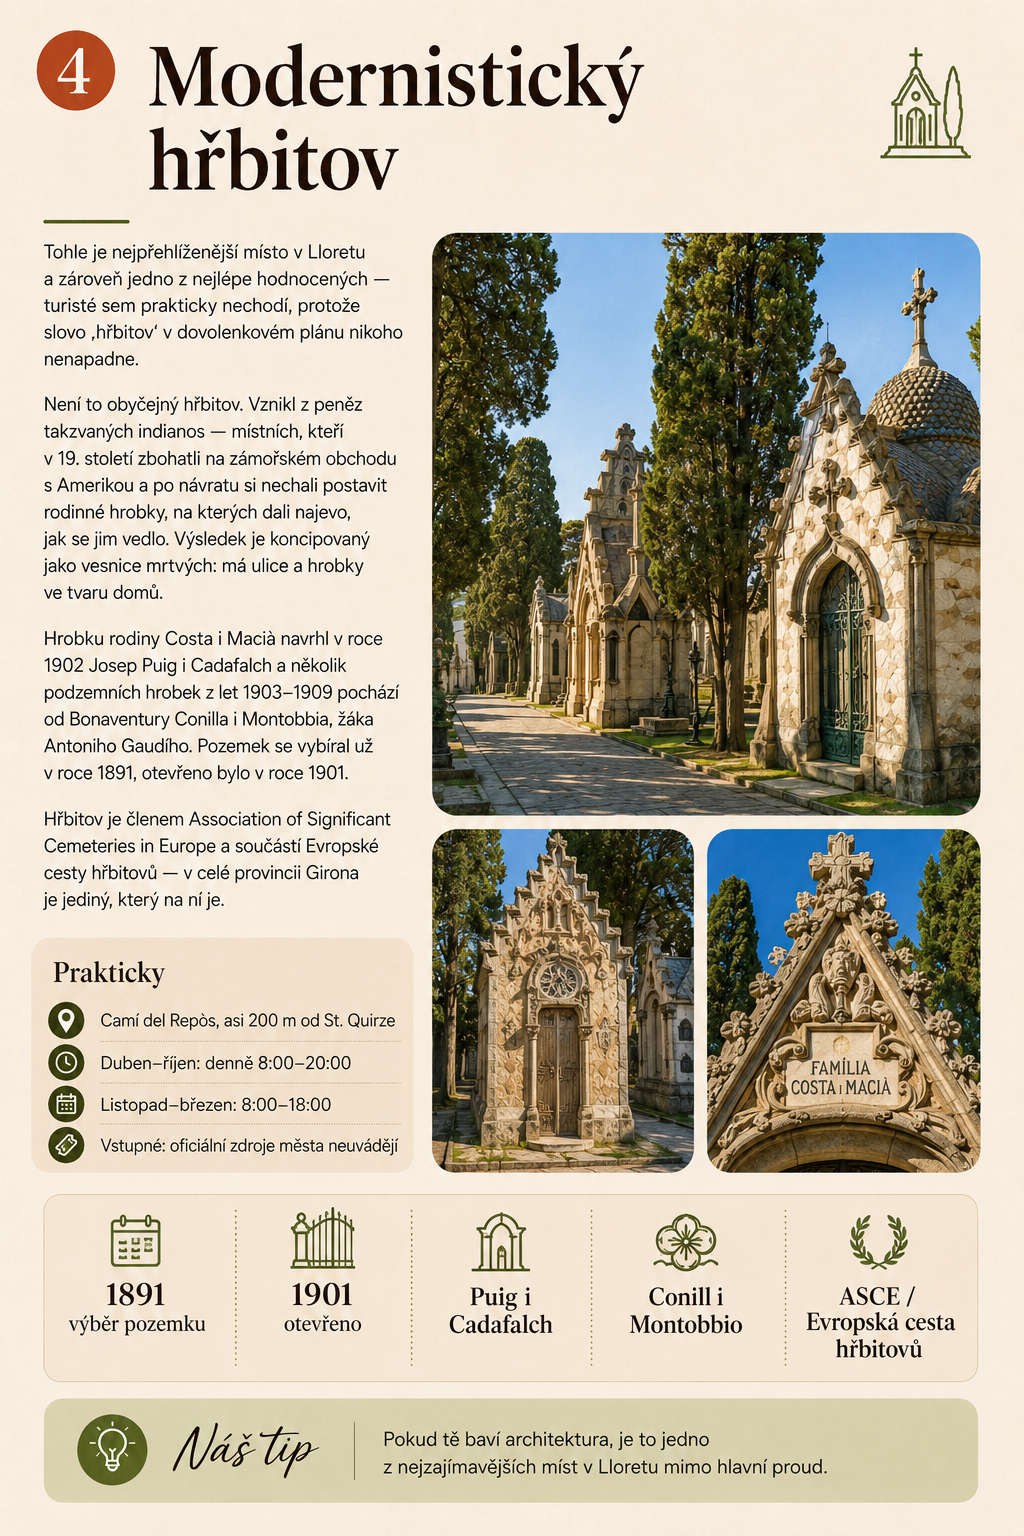 4
Modernistický
hřbitov
Tohle je nejpřehlíženější místo v Lloretu
a zároveň jedno z nejlépe hodnocených —
turisté sem prakticky nechodí, protože
slovo ‚hřbitov‘ v dovolenkovém plánu nikoho
nenapadne.
Není to obyčejný hřbitov. Vznikl z peněz
takzvaných indianos — místních, kteří
v 19. století zbohatli na zámořském obchodu
s Amerikou a po návratu si nechali postavit
rodinné hrobky, na kterých dali najevo,
jak se jim vedlo. Výsledek je koncipovaný
jako vesnice mrtvých: má ulice a hrobky
ve tvaru domů.
Hrobku rodiny Costa i Macià navrhl v roce
1902 Josep Puig i Cadafalch a několik
podzemních hrobek z let 1903–1909 pochází
od Bonaventury Conilla i Montobbia, žáka
Antoniho Gaudího. Pozemek se vybíral už
v roce 1891, otevřeno bylo v roce 1901.
Hřbitov je členem Association of Significant
Cemeteries in Europe a součástí Evropské
cesty hřbitovů — v celé provincii Girona
je jediný, který na ní je.
Prakticky
Camí del Repòs, asi 200 m od St. Quirze
Duben–říjen: denně 8:00–20:00
Listopad–březen: 8:00–18:00
Vstupné: oficiální zdroje města neuvádějí
FAMÍLIA
COSTA i MACIÀ
1891
výběr pozemku
1901
otevřeno
Puig i
Cadafalch
Conill i
Montobbio
ASCE /
Evropská cesta
hřbitovů
Náš tip
Pokud tě baví architektura, je to jedno
z nejzajímavějších míst v Lloretu mimo hlavní proud.